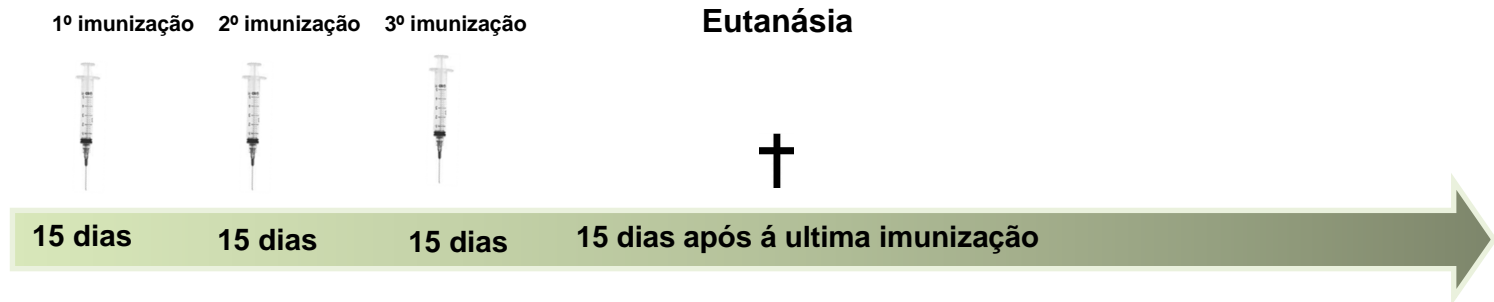 1º imunização 2º imunização 3º imunização Eutanásia
15 dias 15 dias 15 dias 15 dias após á ultima imunização